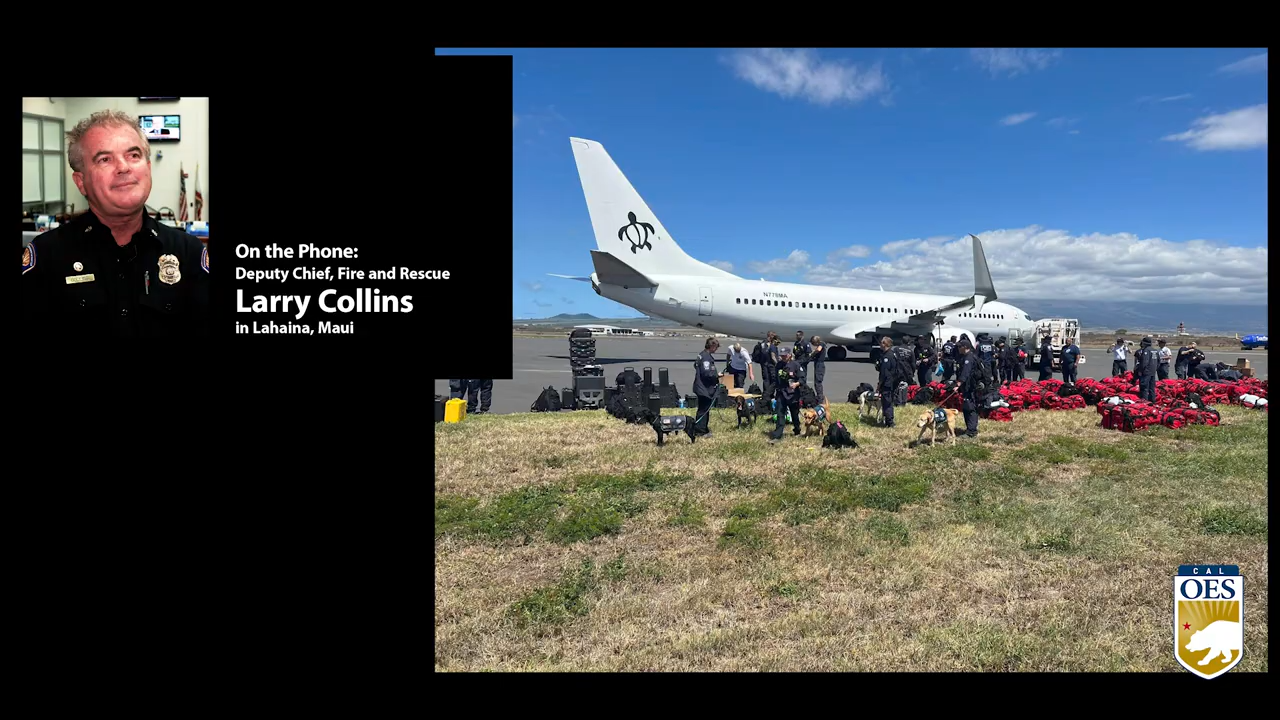 On the Phone:
Deputy Chief, Fire and Rescue
Larry Collins
in Lahaina, Maui
CAL
OES